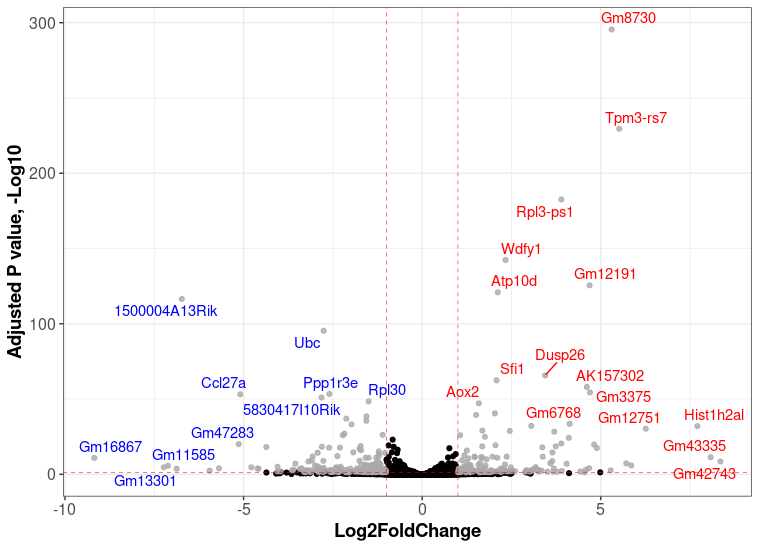 300
200
100
0
Adjusted P value, -Log10
Gm8730
Tpm3-rs7
Rpl3-ps1
Wdfy1
Gm12191
Atp10d
1500004A13Rik
Ubc
Dusp26
Sfi1
AK157302
Ccl27a
Ppp1r3e
Rpl30
Aox2
Gm3375
5830417I10Rik
Gm6768
Gm12751
Hist1h2al
Gm47283
Gm16867
Gm11585
Gm43335
Gm13301
Gm42743
-10
-5
0
5
Log2FoldChange